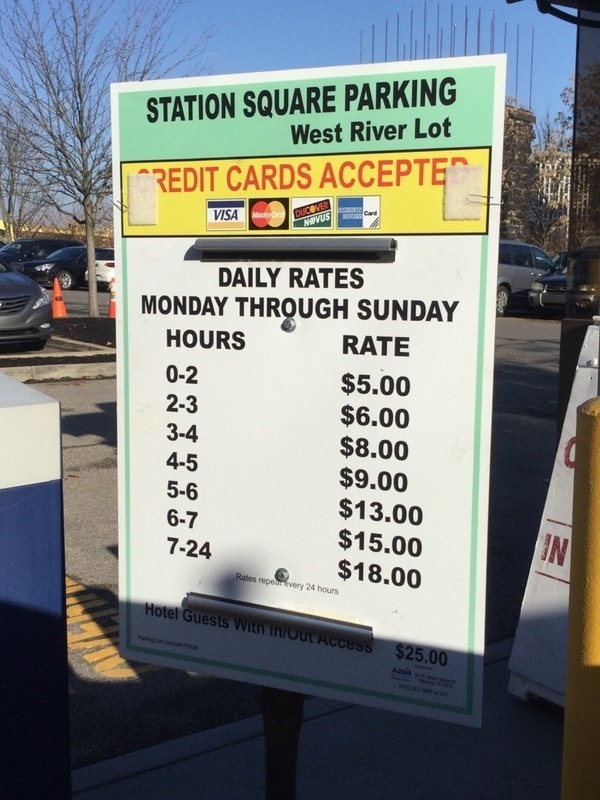 STATION SQUARE PARKING
West River Lot
CREDIT CARDS ACCEPTED
VISA MasterCard DISCOVER NOVUS AMERICAN EXPRESS Card
DAILY RATES
MONDAY THROUGH SUNDAY
HOURS RATE
0-2 $5.00
2-3 $6.00
3-4 $8.00
4-5 $9.00
5-6 $13.00
6-7 $15.00
7-24 $18.00
Rates repeat every 24 hours
Hotel Guests With In/Out Access $25.00
ABM
IN